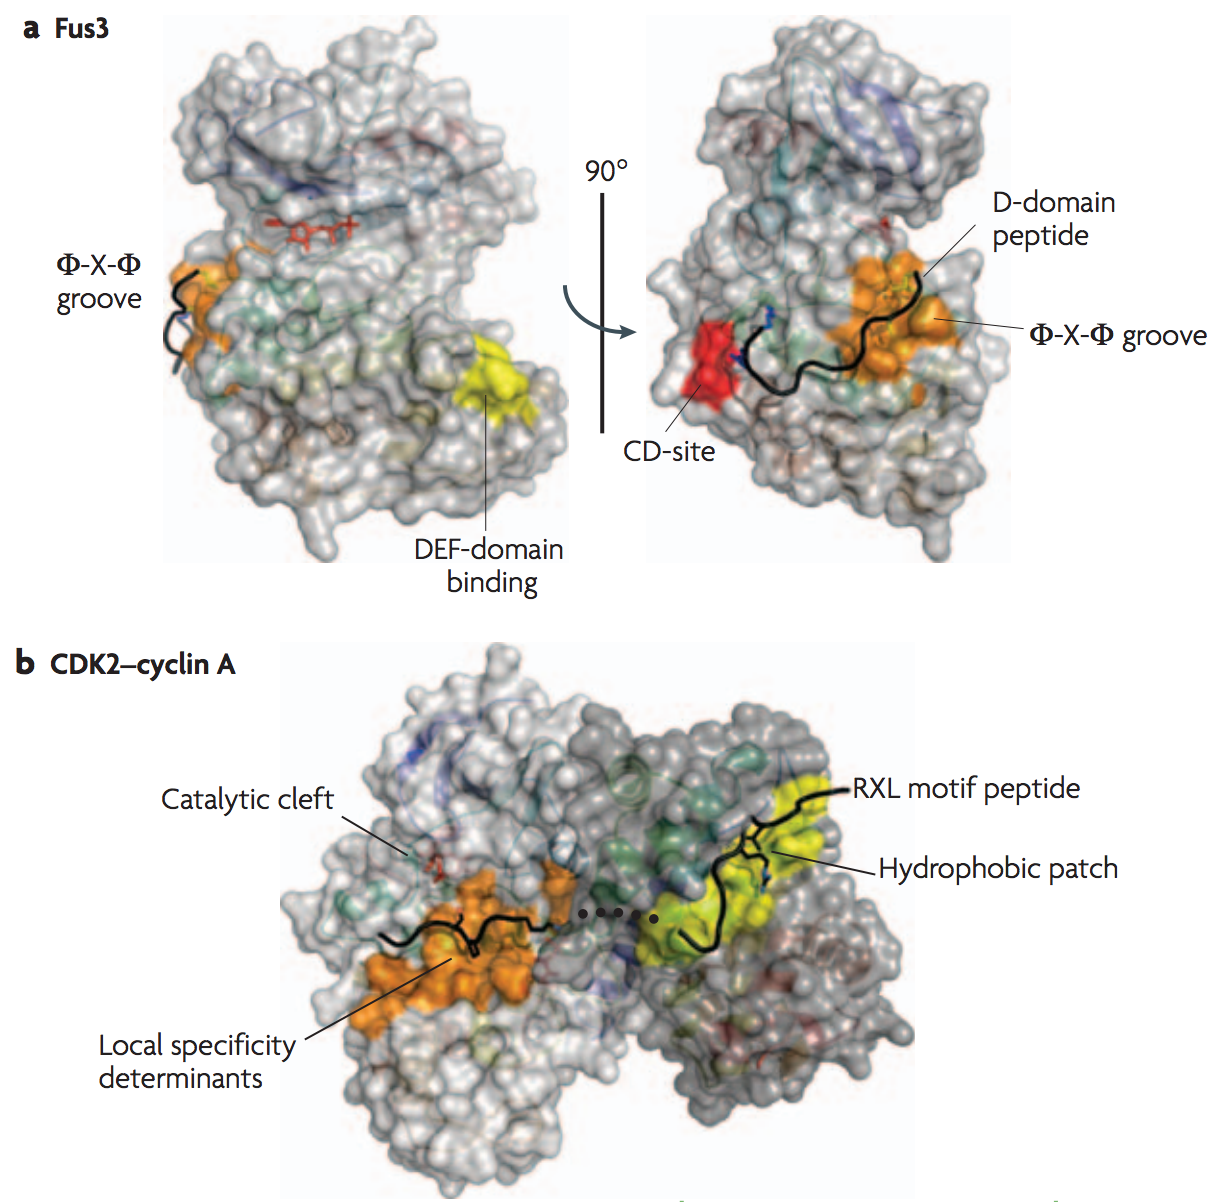 a Fus3
90°
D-domain
peptide
Φ-X-Φ
groove
Φ-X-Φ groove
CD-site
DEF-domain
binding
b CDK2–cyclin A
Catalytic cleft
RXL motif peptide
Hydrophobic patch
Local specificity
determinants